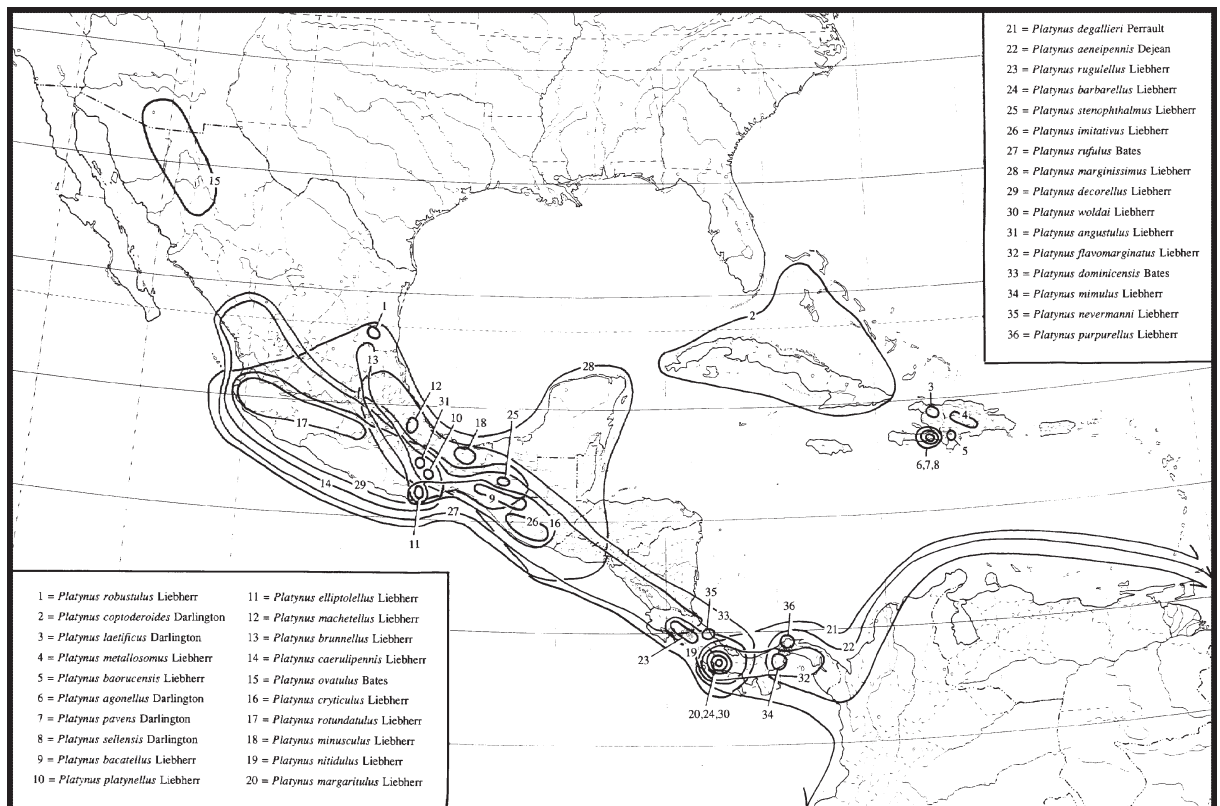 21 = Platynus degallieri Perrault
22 = Platynus aeneipennis Dejean
23 = Platynus rugulellus Liebherr
24 = Platynus barbarellus Liebherr
25 = Platynus stenophthalmus Liebherr
26 = Platynus imitativus Liebherr
27 = Platynus rufulus Bates
28 = Platynus marginissimus Liebherr
29 = Platynus decorellus Liebherr
30 = Platynus woldai Liebherr
31 = Platynus angustulus Liebherr
32 = Platynus flavomarginatus Liebherr
33 = Platynus dominicensis Bates
34 = Platynus mimulus Liebherr
35 = Platynus nevermanni Liebherr
36 = Platynus purpurellus Liebherr
15
1
2
13
28
12
31
10
18
25
3
4
5
6,7,8
17
14
29
9
27
26
16
11
35
33
36
21
22
23
19
32
20,24,30
34
1 = Platynus robustulus Liebherr
2 = Platynus coptoderoides Darlington
3 = Platynus laetificus Darlington
4 = Platynus metallosomus Liebherr
5 = Platynus baorucensis Liebherr
6 = Platynus agonellus Darlington
7 = Platynus pavens Darlington
8 = Platynus sellensis Darlington
9 = Platynus bacatellus Liebherr
10 = Platynus platynellus Liebherr
11 = Platynus elliptolellus Liebherr
12 = Platynus machetellus Liebherr
13 = Platynus brunnellus Liebherr
14 = Platynus caerulipennis Liebherr
15 = Platynus ovatulus Bates
16 = Platynus cryticulus Liebherr
17 = Platynus rotundatulus Liebherr
18 = Platynus minusculus Liebherr
19 = Platynus nitidulus Liebherr
20 = Platynus margaritulus Liebherr